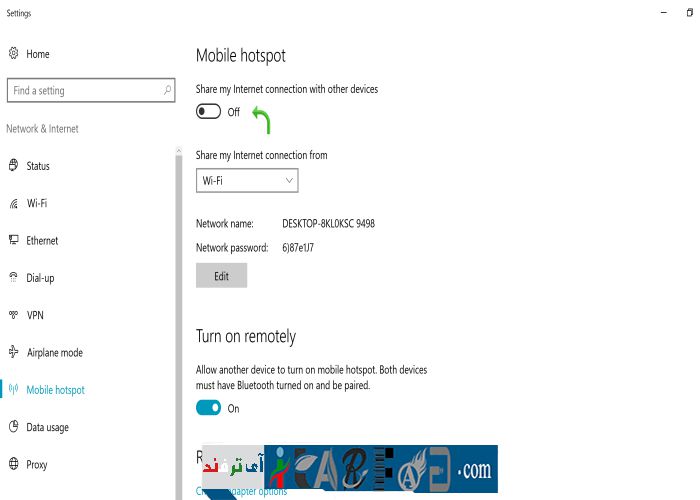 Settings
Home
Find a setting
Network & Internet
Status
Wi-Fi
Ethernet
Dial-up
VPN
Airplane mode
Mobile hotspot
Data usage
Proxy
Mobile hotspot
Share my Internet connection with other devices
Off
Share my Internet connection from
Wi-Fi
Network name: DESKTOP-8KL0KSC 9498
Network password: 6)87e1J7
Edit
Turn on remotely
Allow another device to turn on mobile hotspot. Both devices
must have Bluetooth turned on and be paired.
On
آی ترفند
.com
adapter options